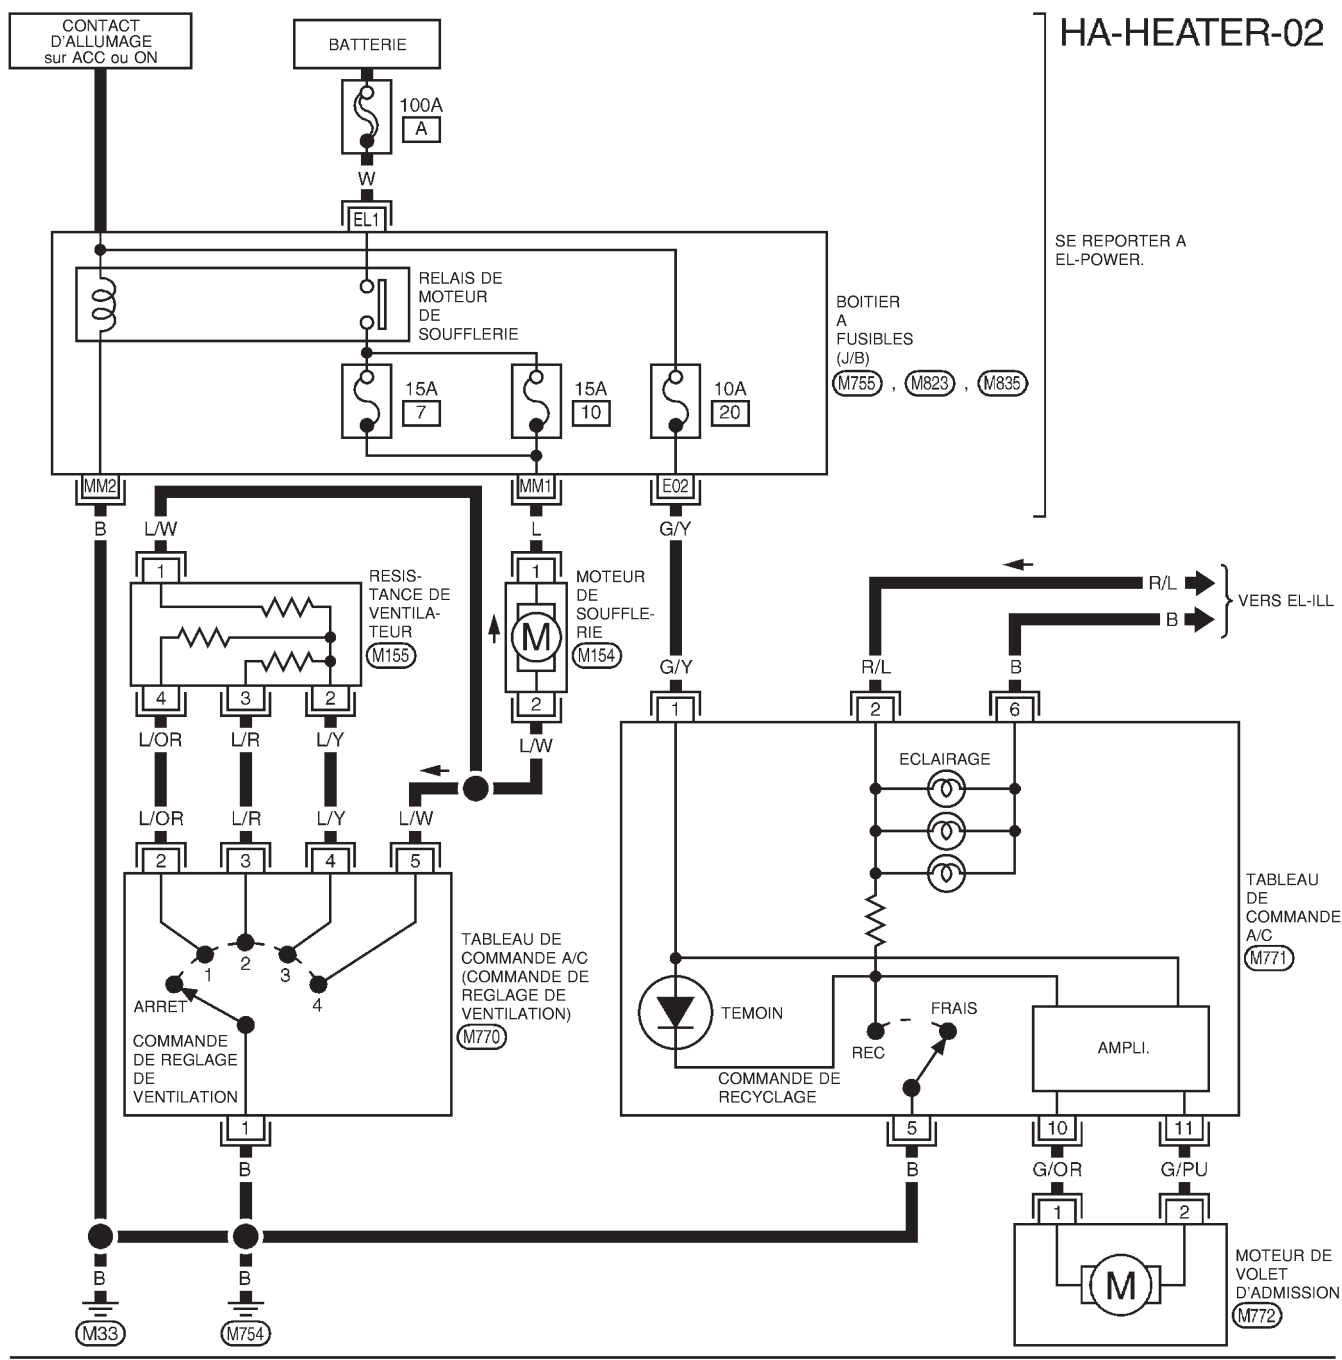 HA-HEATER-02
CONTACT
D'ALLUMAGE
sur ACC ou ON
BATTERIE
100A
A
W
EL1
SE REPORTER A
EL-POWER.
RELAIS DE
MOTEUR
DE
SOUFFLERIE
BOITIER
A
FUSIBLES
(J/B)
M755 , M823 , M835
15A
7
15A
10
10A
20
MM2
MM1
E02
B
L/W
L
G/Y
1
RESIS-
TANCE DE
VENTILA-
TEUR
M155
1
M
MOTEUR
DE
SOUFFLE-
RIE
M154
R/L
B
VERS EL-ILL
4
3
2
2
G/Y
R/L
B
1
2
6
L/OR
L/R
L/Y
L/W
ECLAIRAGE
L/OR
L/R
L/Y
L/W
2
3
4
5
ARRET
1
2
3
4
COMMANDE
DE REGLAGE
DE
VENTILATION
TABLEAU DE
COMMANDE A/C
(COMMANDE DE
REGLAGE DE
VENTILATION)
M770
TABLEAU
DE
COMMANDE
A/C
M771
TEMOIN
FRAIS
REC
COMMANDE DE
RECYCLAGE
AMPLI.
1
5
10
11
B
B
G/OR
G/PU
1
2
M
MOTEUR DE
VOLET
D'ADMISSION
M772
B
B
M33
M754